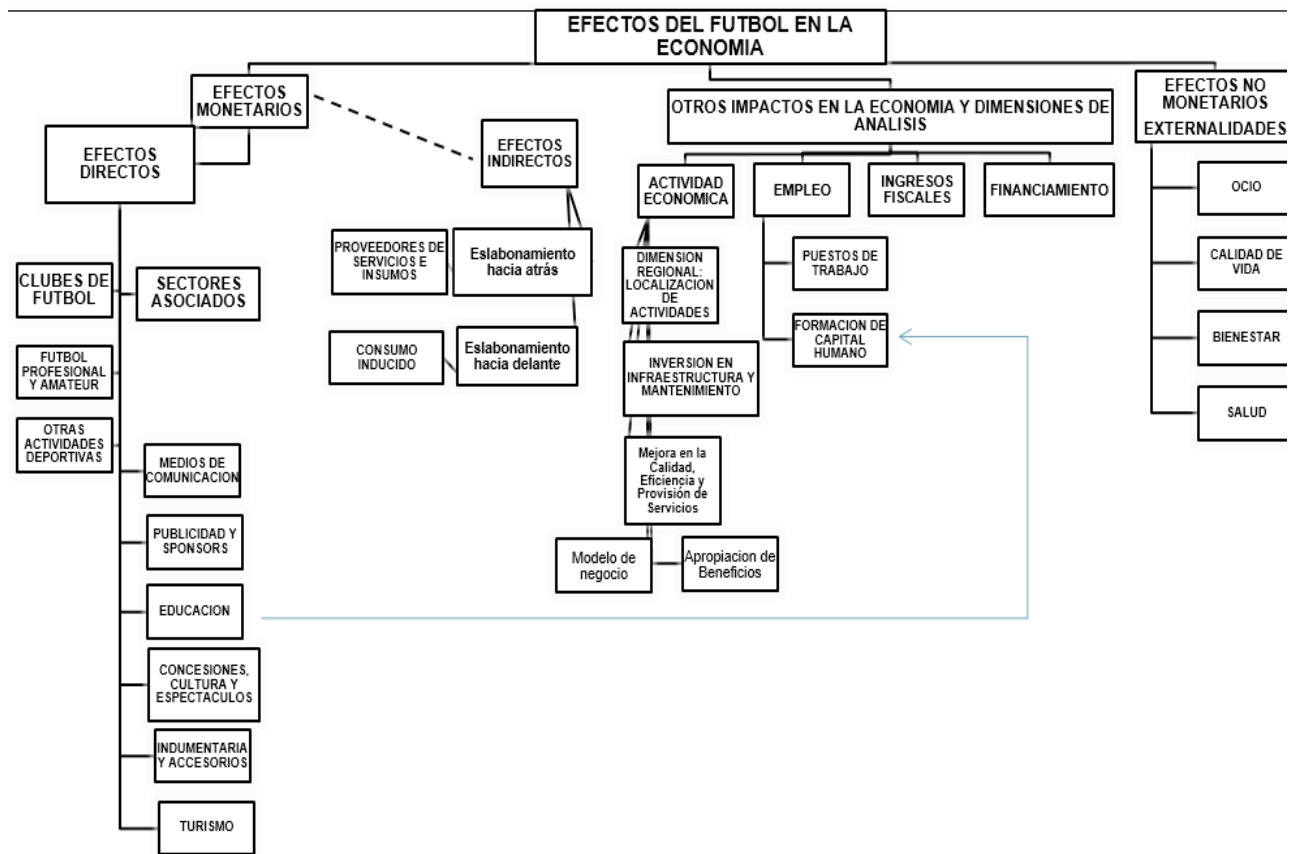 EFECTOS DEL FUTBOL EN LA
ECONOMIA
EFECTOS
MONETARIOS
EFECTOS
DIRECTOS
CLUBES DE
FUTBOL
SECTORES
ASOCIADOS
FUTBOL
PROFESIONAL
Y AMATEUR
OTRAS
ACTIVIDADES
DEPORTIVAS
MEDIOS DE
COMUNICACION
PUBLICIDAD Y
SPONSORS
EDUCACION
CONCESIONES,
CULTURA Y
ESPECTACULOS
INDUMENTARIA
Y ACCESORIOS
TURISMO
EFECTOS
INDIRECTOS
PROVEEDORES DE
SERVICIOS E
INSUMOS
Eslabonamiento
hacia atrás
CONSUMO
INDUCIDO
Eslabonamiento
hacia delante
OTROS IMPACTOS EN LA ECONOMIA Y DIMENSIONES DE
ANALISIS
ACTIVIDAD
ECONOMICA
DIMENSION
REGIONAL:
LOCALIZACION
DE
ACTIVIDADES
INVERSION EN
INFRAESTRUCTURA Y
MANTENIMIENTO
Mejora en la
Calidad,
Eficiencia y
Provisión de
Servicios
Modelo de
negocio
Apropiacion de
Beneficios
EMPLEO
PUESTOS DE
TRABAJO
FORMACION DE
CAPITAL
HUMANO
INGRESOS
FISCALES
FINANCIAMIENTO
EFECTOS NO
MONETARIOS
EXTERNALIDADES
OCIO
CALIDAD DE
VIDA
BIENESTAR
SALUD